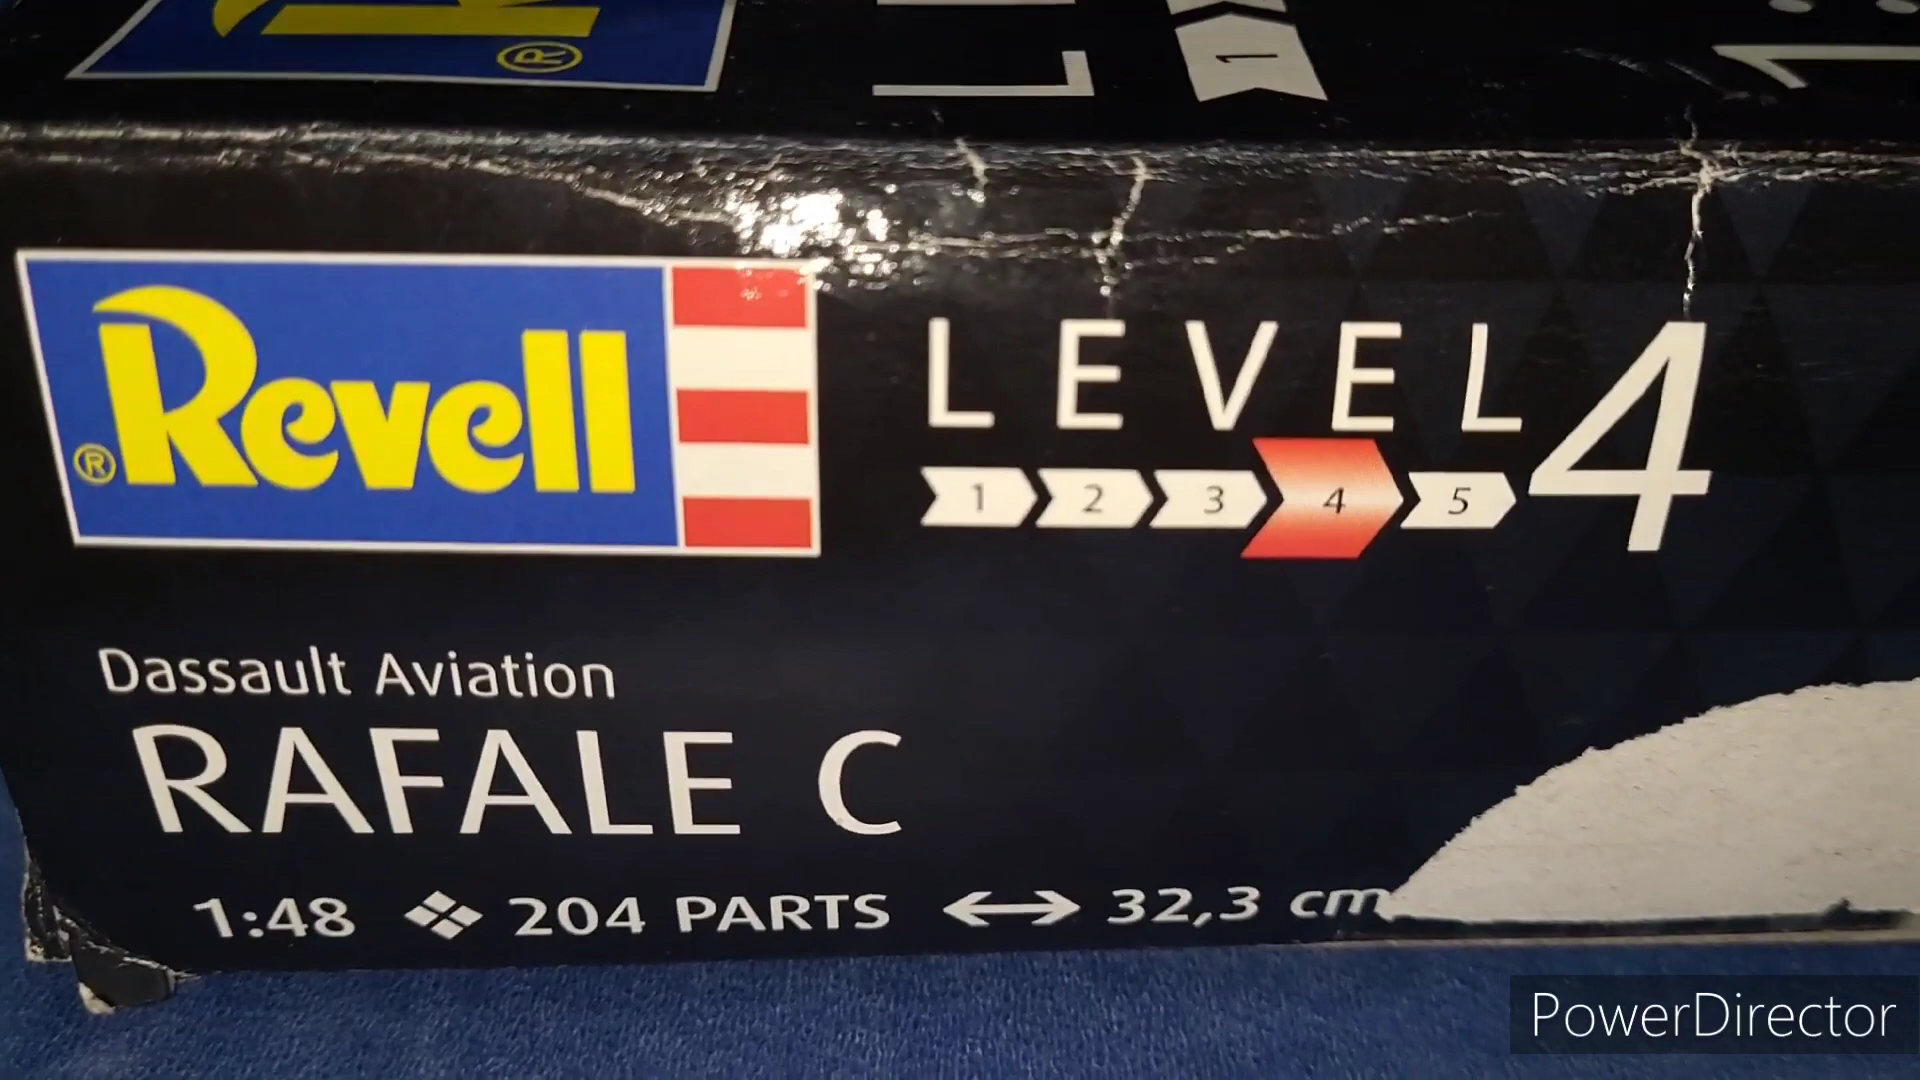 ®
1
Revell
®
LEVEL 4
1 2 3 4 5
Dassault Aviation
RAFALE C
1:48 204 PARTS 32,3 cm
PowerDirector